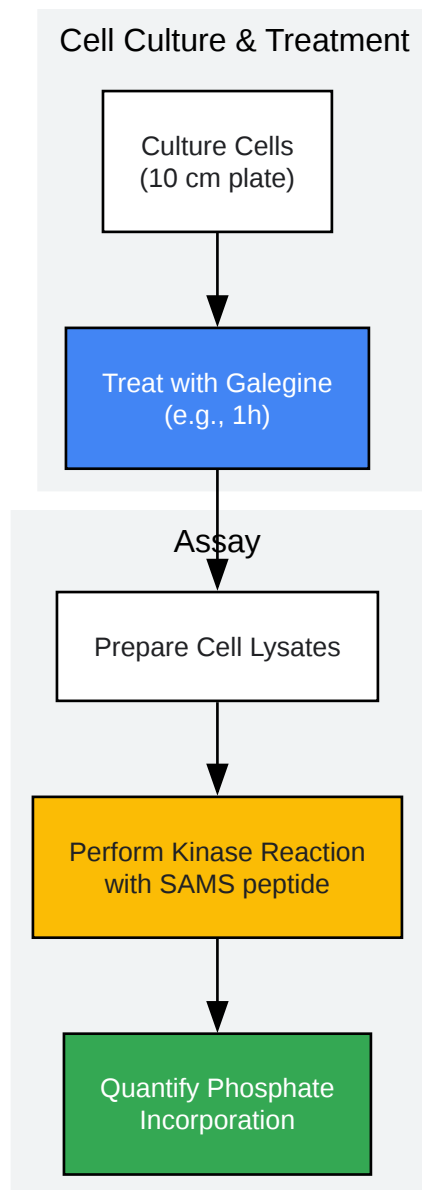 Cell Culture & Treatment
Culture Cells
(10 cm plate)
Treat with Galegine
(e.g., 1h)
Assay
Prepare Cell Lysates
Perform Kinase Reaction
with SAMS peptide
Quantify Phosphate
Incorporation